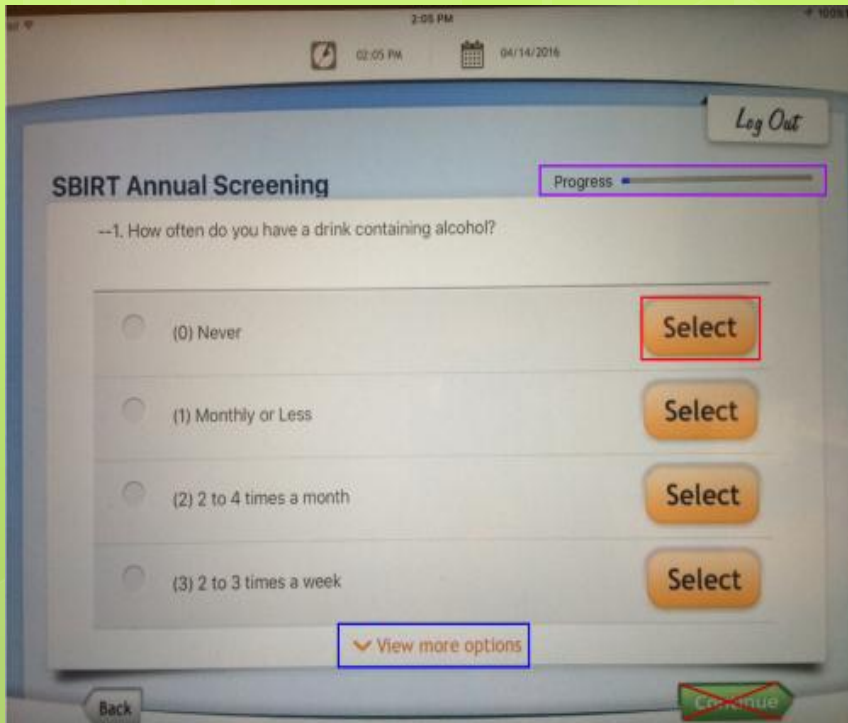 2:05 PM
02:05 PM 04/14/2016
Log Out
SBIRT Annual Screening
Progress
--1. How often do you have a drink containing alcohol?
(0) Never Select
(1) Monthly or Less Select
(2) 2 to 4 times a month Select
(3) 2 to 3 times a week Select
View more options
Back Continue